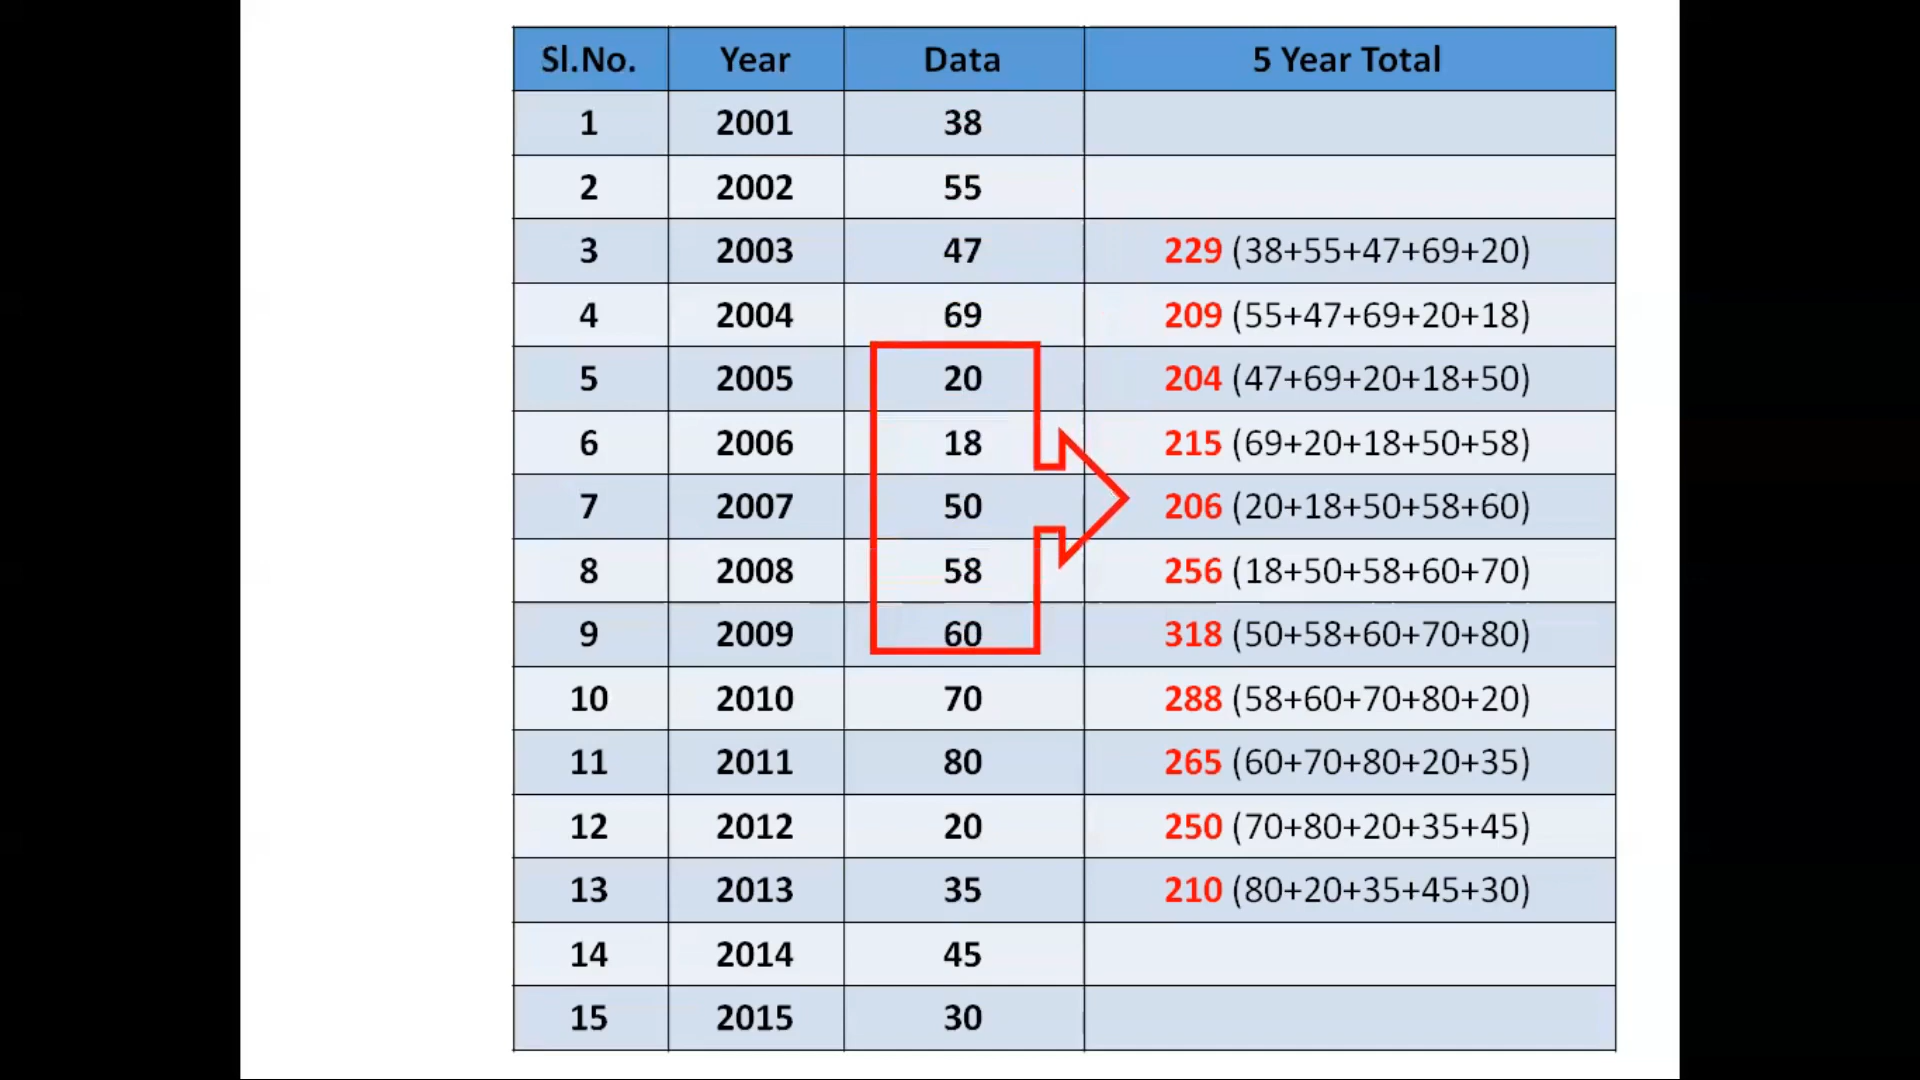 Sl.No. Year Data 5 Year Total
1 2001 38
2 2002 55
3 2003 47 229 (38+55+47+69+20)
4 2004 69 209 (55+47+69+20+18)
5 2005 20 204 (47+69+20+18+50)
6 2006 18 215 (69+20+18+50+58)
7 2007 50 206 (20+18+50+58+60)
8 2008 58 256 (18+50+58+60+70)
9 2009 60 318 (50+58+60+70+80)
10 2010 70 288 (58+60+70+80+20)
11 2011 80 265 (60+70+80+20+35)
12 2012 20 250 (70+80+20+35+45)
13 2013 35 210 (80+20+35+45+30)
14 2014 45
15 2015 30